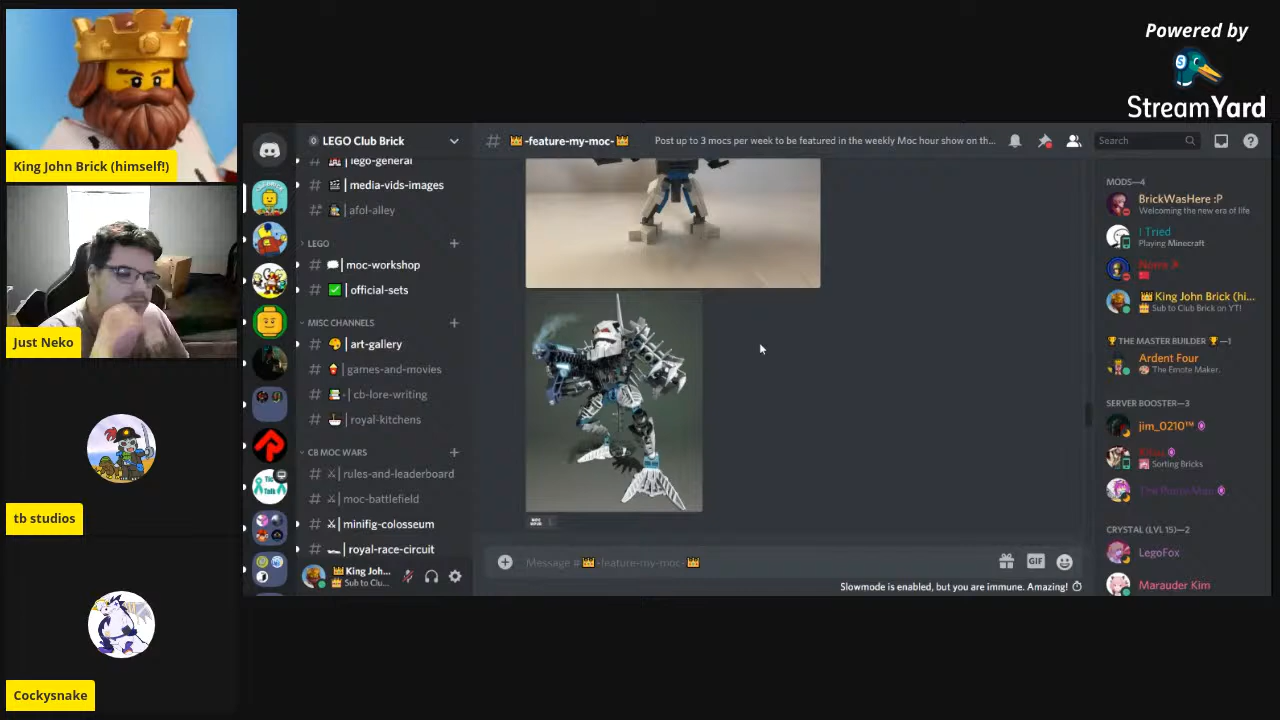 Powered by
StreamYard
King John Brick (himself!)
Just Neko
tb studios
Cockysnake
LEGO Club Brick
lego-general
media-vids-images
afol-alley
LEGO
moc-workshop
official-sets
MISC CHANNELS
art-gallery
games-and-movies
cb-lore-writing
royal-kitchens
CB MOC WARS
rules-and-leaderboard
moc-battlefield
minifig-colosseum
royal-race-circuit
King Joh...
Sub to Clu...
# 👑-feature-my-moc-👑
Post up to 3 mocs per week to be featured in the weekly Moc hour show on th...
Search
Message # 👑-feature-my-moc-👑
GIF
Slowmode is enabled, but you are immune. Amazing!
MODS—4
BrickWasHere :P
Welcoming the new era of life
I Tried
Playing Minecraft
King John Brick (hi...
Sub to Club Brick on YT!
🏆THE MASTER BUILDER 🏆—1
Ardent Four
The Emote Maker.
SERVER BOOSTER—3
jim_0210™
Sorting Bricks
CRYSTAL (LVL 15)—2
LegoFox
Marauder Kim